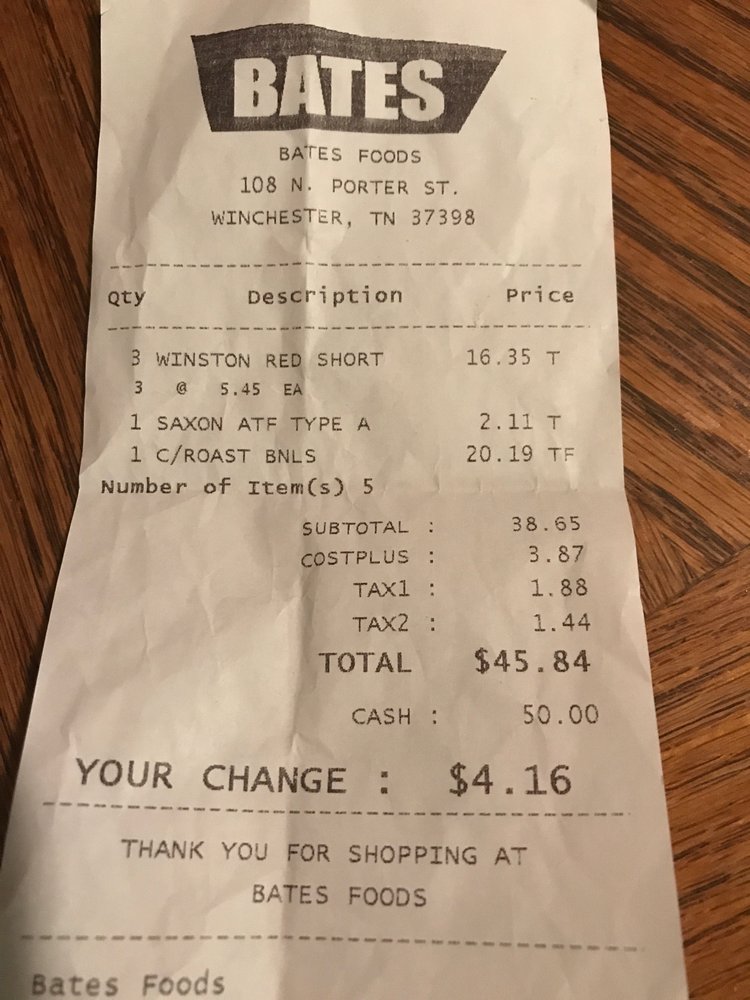 BATES
BATES FOODS
108 N. PORTER ST.
WINCHESTER, TN 37398
Qty Description Price
3 WINSTON RED SHORT 16.35 T
3 @ 5.45 EA
1 SAXON ATF TYPE A 2.11 T
1 C/ROAST BNLS 20.19 TF
Number of Item(s) 5
SUBTOTAL : 38.65
COSTPLUS : 3.87
TAX1 : 1.88
TAX2 : 1.44
TOTAL $45.84
CASH : 50.00
YOUR CHANGE : $4.16
THANK YOU FOR SHOPPING AT
BATES FOODS
Bates Foods